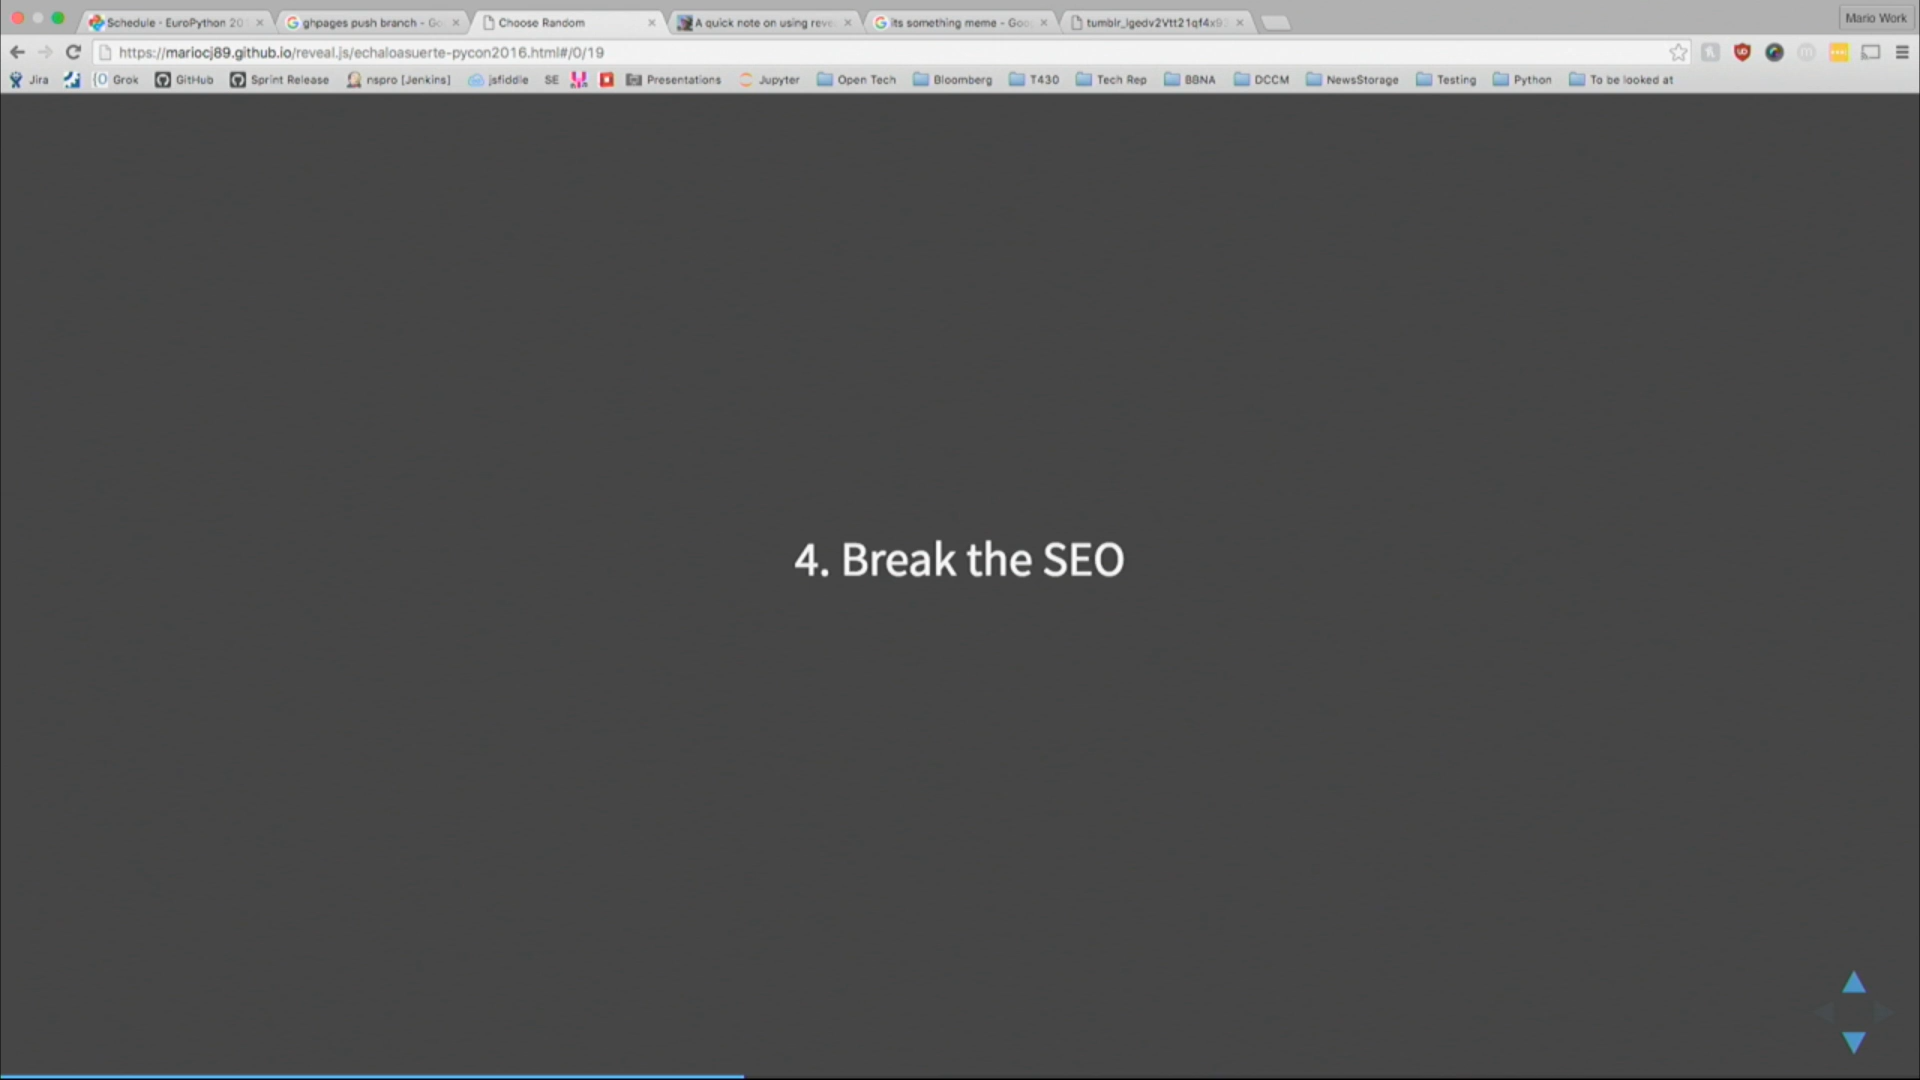 Schedule - EuroPython 20
ghpages push branch - Go
Choose Random
A quick note on using reve
its something meme - Goo
tumblr_lgedv2Vtt21qf4x9
Mario Work
https://mariocj89.github.io/reveal.js/echaloasuerte-pycon2016.html#/0/19
Jira
Grok
GitHub
Sprint Release
nspro [Jenkins]
jsfiddle
SE
Presentations
Jupyter
Open Tech
Bloomberg
T430
Tech Rep
BBNA
DCCM
NewsStorage
Testing
Python
To be looked at
4. Break the SEO